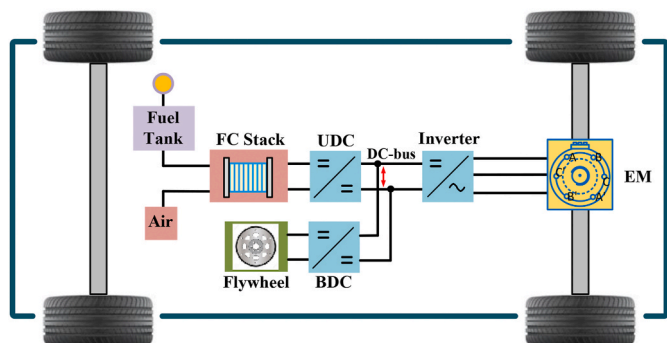 Fuel
Tank
FC Stack
UDC
DC-bus
Inverter
A
B
C
C
B
A
EM
Air
Flywheel
BDC